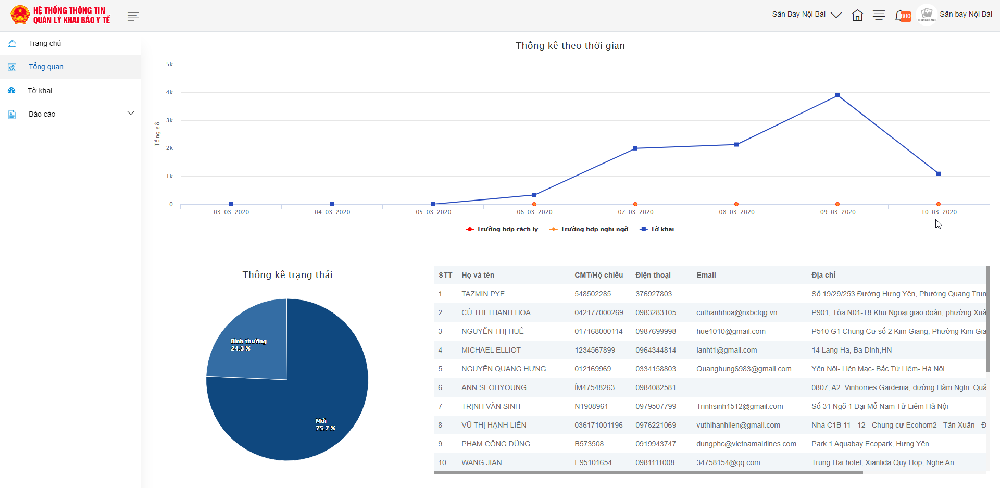 HỆ THỐNG THÔNG TIN
QUẢN LÝ KHAI BÁO Y TẾ
Sân Bay Nội Bài
800
KHÔNG CÓ ẢNH
Sân bay Nội Bài
Trang chủ
Tổng quan
Tờ khai
Báo cáo
Thống kê theo thời gian
Tổng số
5k
4k
3k
2k
1k
0
03-03-2020 04-03-2020 05-03-2020 06-03-2020 07-03-2020 08-03-2020 09-03-2020 10-03-2020
Trường hợp cách ly Trường hợp nghi ngờ Tờ khai
Thông kê trạng thái
Bình thường
24.3 %
Mới
75.7 %
STT Họ và tên CMT/Hộ chiếu Điện thoại Email Địa chỉ
1 TAZMIN PYE 548502285 376927803 Số 19/29/253 Đường Hưng Yên, Phường Quang Trun
2 CÙ THỊ THANH HOA 042177000269 0983283105 cuthanhhoa@nxbctqg.vn P901, Tòa N01-T8 Khu Ngoại giao đoàn, phường Xuâ
3 NGUYỄN THỊ HUÊ 017168000114 0987699998 hue1010@gmail.com P510 G1 Chung Cư số 2 Kim Giang, Phường Kim Gia
4 MICHAEL ELLIOT 1234567899 0964344814 lanht1@gmail.com 14 Lang Ha, Ba Dinh,HN
5 NGUYỄN QUANG HƯNG 012169969 0334158803 Quanghung6983@gmail.com Yên Nội- Liên Mạc- Bắc Từ Liêm- Hà Nôi
6 ANN SEOHYOUNG ÍM47548263 0984082581 0807, A2. Vinhomes Gardenia, đường Hàm Nghi. Quậ
7 TRỊNH VĂN SINH N1908961 0979507799 Trinhsinh1512@gmail.com Số 31 Ngõ 1 Đại Mỗ Nam Từ Liêm Hà Nội
8 VŨ THỊ HẠNH LIÊN 036171001196 0976221069 vuthihanhlien@gmail.com Nhà C1B 11 - 12 - Chung cư Ecohom2 - Tân Xuân - Đ
9 PHẠM CÔNG DŨNG B573508 0919943747 dungphc@vietnamairlines.com Park 1 Aquabay Ecopark, Hưng Yên
10 WANG JIAN E95101654 0981111008 34758154@qq.com Trung Hai hotel, Xianlida Quy Hop, Nghe An